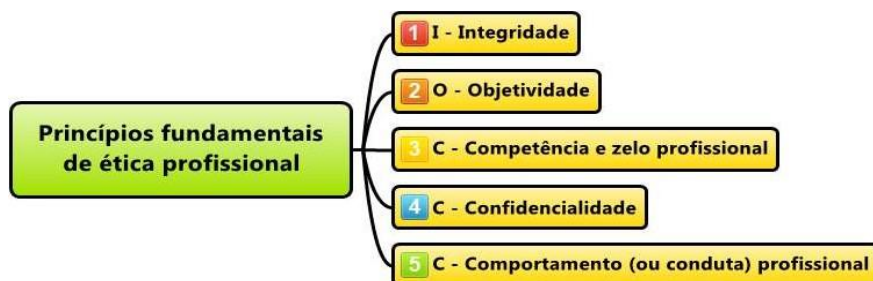 Princípios fundamentais
de ética profissional
1 I - Integridade
2 O - Objetividade
3 C - Competência e zelo profissional
4 C - Confidencialidade
5 C - Comportamento (ou conduta) profissional